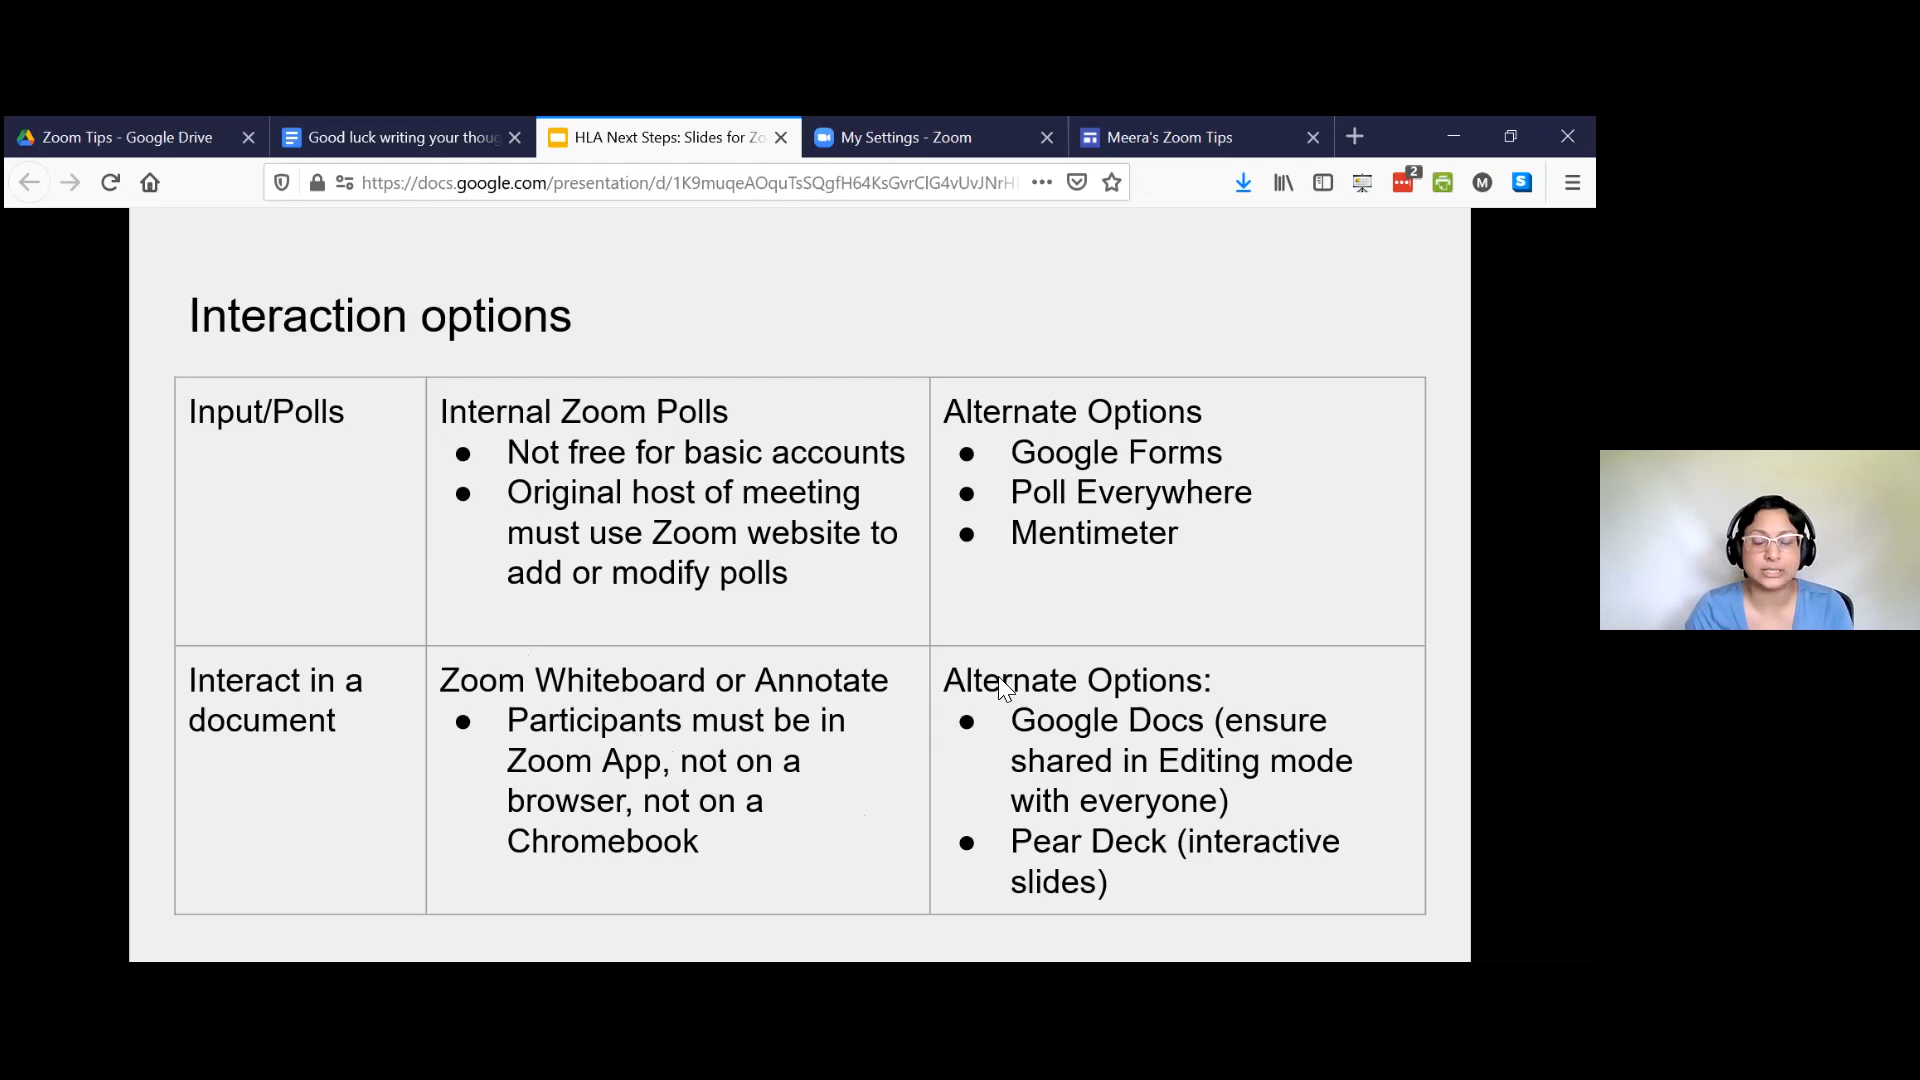 Zoom Tips - Google Drive
Good luck writing your thoug
HLA Next Steps: Slides for Zo
My Settings - Zoom
Meera's Zoom Tips
https://docs.google.com/presentation/d/1K9muqeAOquTsSQgfH64KsGvrClG4vUvJNrH
2
M
S
Interaction options
Input/Polls
Internal Zoom Polls
● Not free for basic accounts
● Original host of meeting
must use Zoom website to
add or modify polls
Alternate Options
● Google Forms
● Poll Everywhere
● Mentimeter
Interact in a
document
Zoom Whiteboard or Annotate
● Participants must be in
Zoom App, not on a
browser, not on a
Chromebook
Alternate Options:
● Google Docs (ensure
shared in Editing mode
with everyone)
● Pear Deck (interactive
slides)